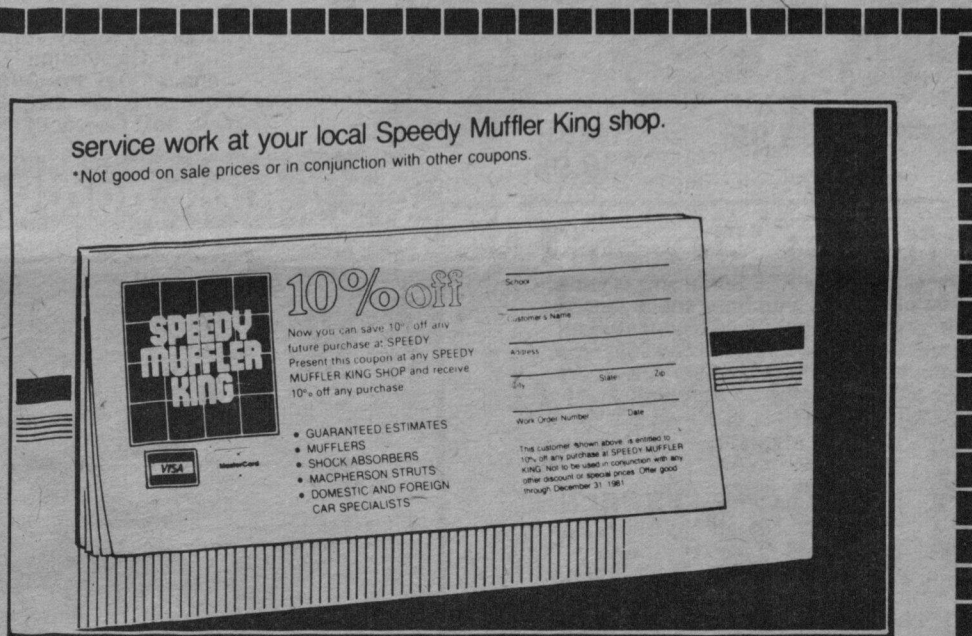 service work at your local Speedy Muffler King shop.
*Not good on sale prices or in conjunction with other coupons.
SPEEDY
MUFFLER
KING
VISA
MasterCard
10% off
Now you can save 10% off any
future purchase at SPEEDY
Present this coupon at any SPEEDY
MUFFLER KING SHOP and receive
10% off any purchase.
• GUARANTEED ESTIMATES
• MUFFLERS
• SHOCK ABSORBERS
• MACPHERSON STRUTS
• DOMESTIC AND FOREIGN
CAR SPECIALISTS
School
Customer's Name
Address
City State Zip
Work Order Number Date
This customer shown above is entitled to
10% off any purchase at SPEEDY MUFFLER
KING. Not to be used in conjunction with any
other discount or special prices. Offer good
through December 31 1981